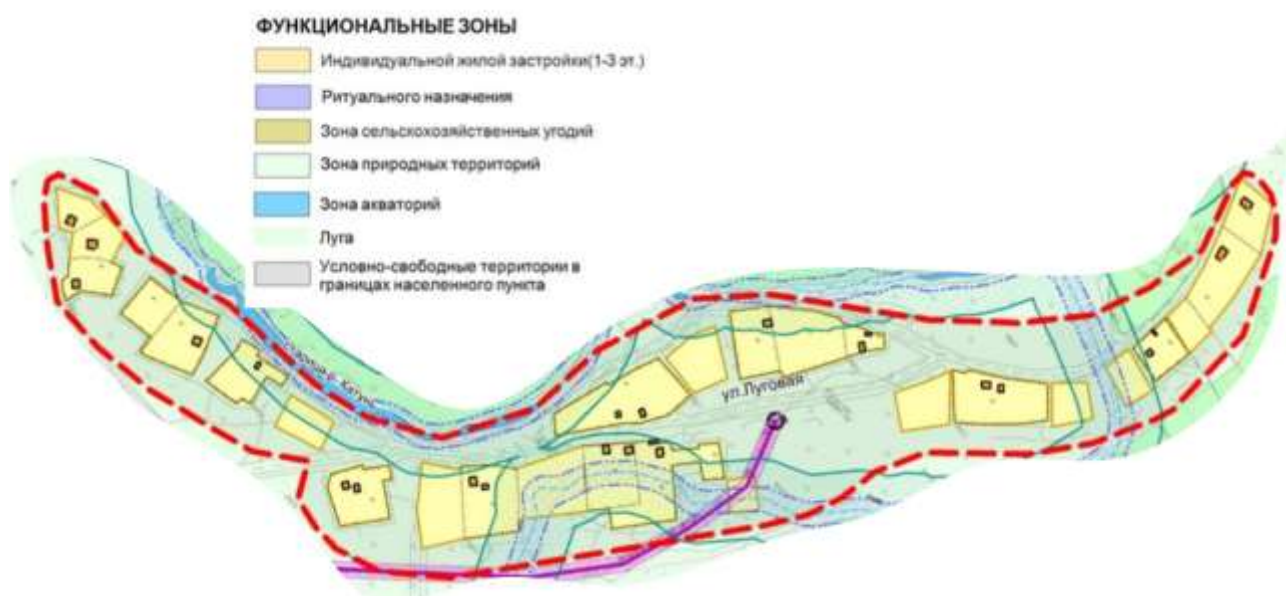 ФУНКЦИОНАЛЬНЫЕ ЗОНЫ
Индивидуальной жилой застройки(1-3 эт.)
Ритуального назначения
Зона сельскохозяйственных угодий
Зона природных территорий
Зона акваторий
Луга
Условно-свободные территории в
границах населенного пункта
ул.Луговая